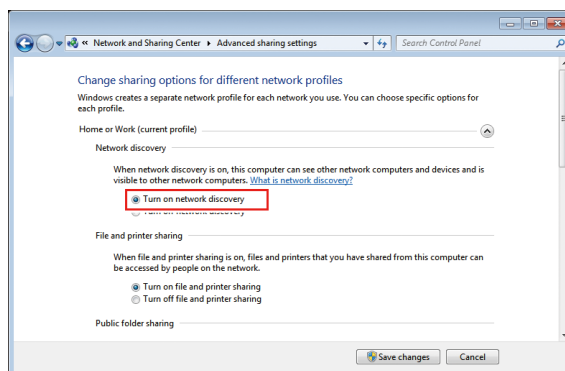 « Network and Sharing Center ▸ Advanced sharing settings
Search Control Panel
Change sharing options for different network profiles
Windows creates a separate network profile for each network you use. You can choose specific options for
each profile.
Home or Work (current profile)
Network discovery
When network discovery is on, this computer can see other network computers and devices and is
visible to other network computers. What is network discovery?
Turn on network discovery
Turn off network discovery
File and printer sharing
When file and printer sharing is on, files and printers that you have shared from this computer can
be accessed by people on the network.
Turn on file and printer sharing
Turn off file and printer sharing
Public folder sharing
Save changes
Cancel